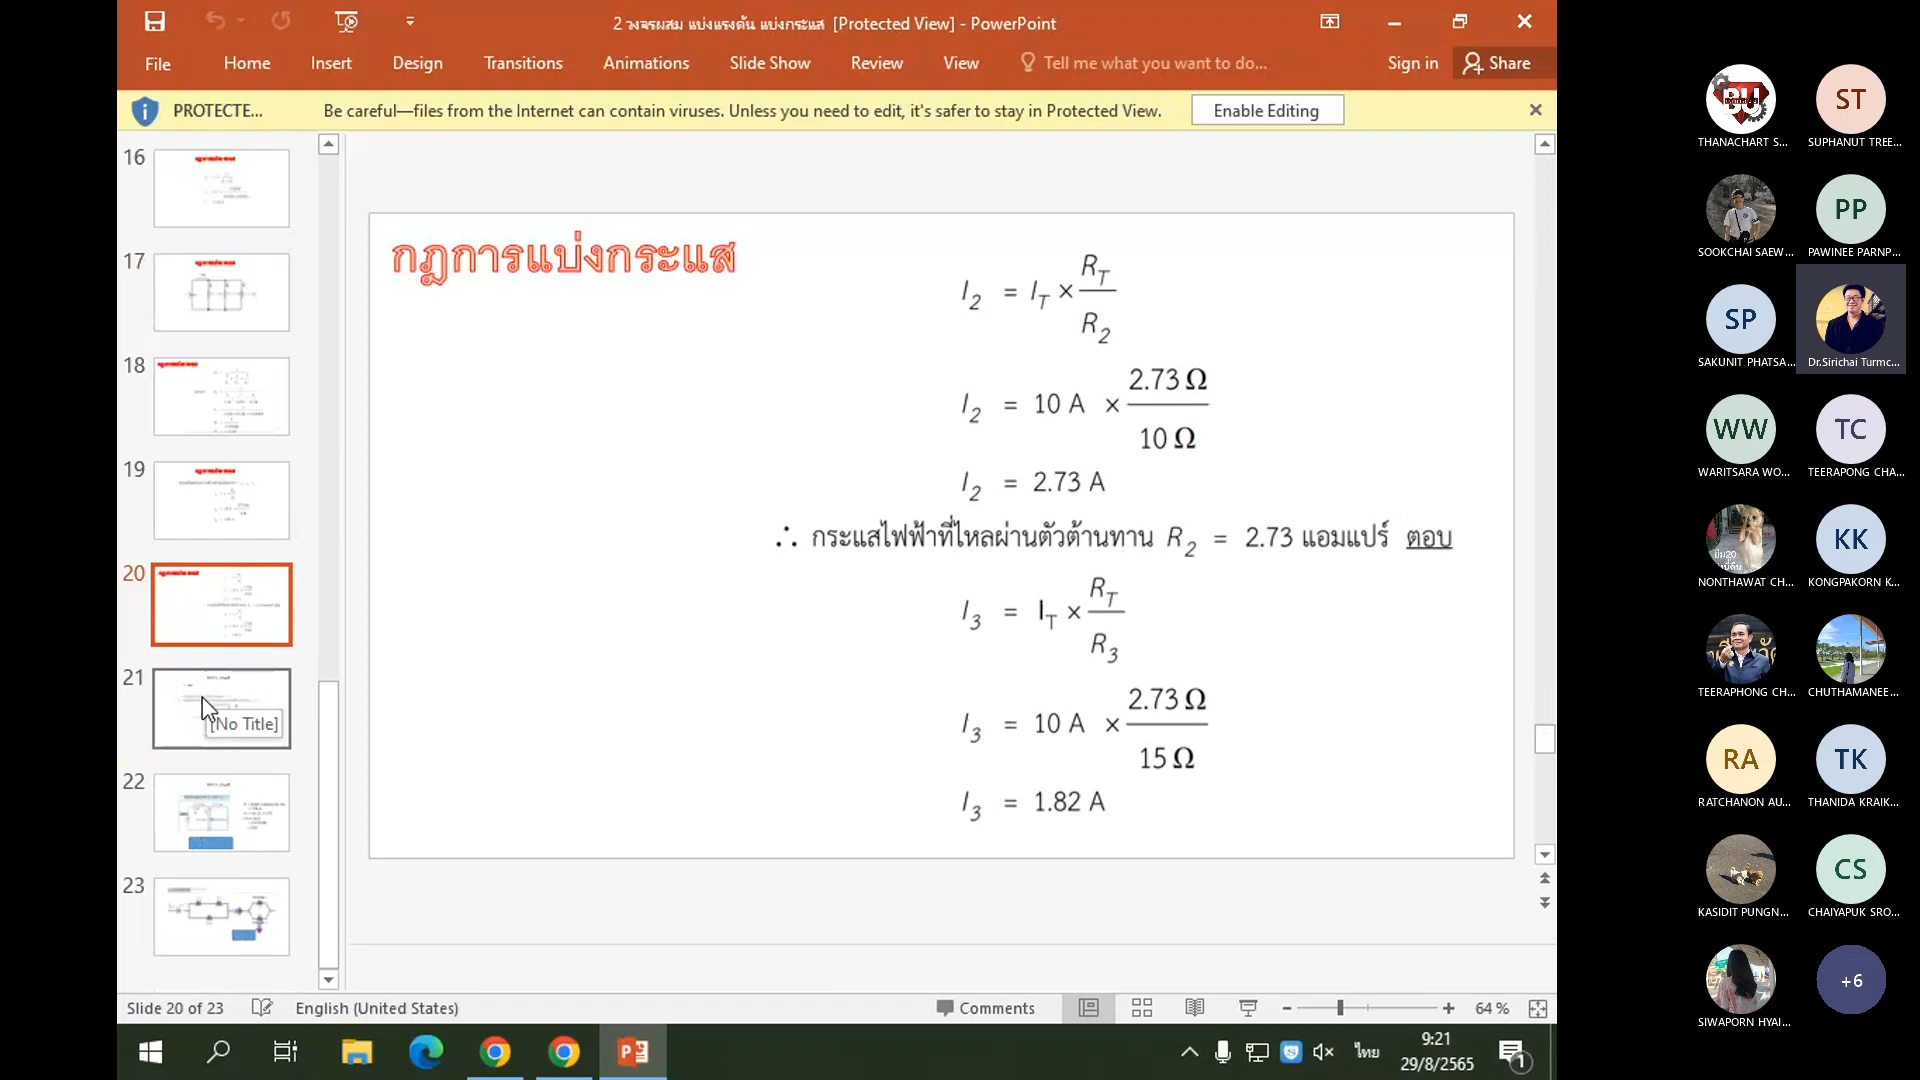 2 วงจรผสม แบ่งแรงดัน แบ่งกระแส [Protected View] - PowerPoint
File Home Insert Design Transitions Animations Slide Show Review View Tell me what you want to do... Sign in Share
PROTECTE... Be careful—files from the Internet can contain viruses. Unless you need to edit, it's safer to stay in Protected View. Enable Editing
16
17
18
19
20
21
[No Title]
22
23
กฎการแบ่งกระแส
I2 = IT × RT / R2
I2 = 10 A × 2.73 Ω / 10 Ω
I2 = 2.73 A
∴ กระแสไฟฟ้าที่ไหลผ่านตัวต้านทาน R2 = 2.73 แอมแปร์ ตอบ
I3 = IT × RT / R3
I3 = 10 A × 2.73 Ω / 15 Ω
I3 = 1.82 A
Slide 20 of 23 English (United States) Comments 64 %
ไทย
9:21
29/8/2565
1
THANACHART S...
ST
SUPHANUT TREE...
SOOKCHAI SAEW...
PP
PAWINEE PARNP...
SP
SAKUNIT PHATSA...
Dr.Sirichai Turmc...
WW
WARITSARA WO...
TC
TEERAPONG CHA...
NONTHAWAT CH...
KK
KONGPAKORN K...
TEERAPHONG CH...
CHUTHAMANEE...
RA
RATCHANON AU...
TK
THANIDA KRAIK...
KASIDIT PUNGN...
CS
CHAIYAPUK SRO...
SIWAPORN HYAI...
+6